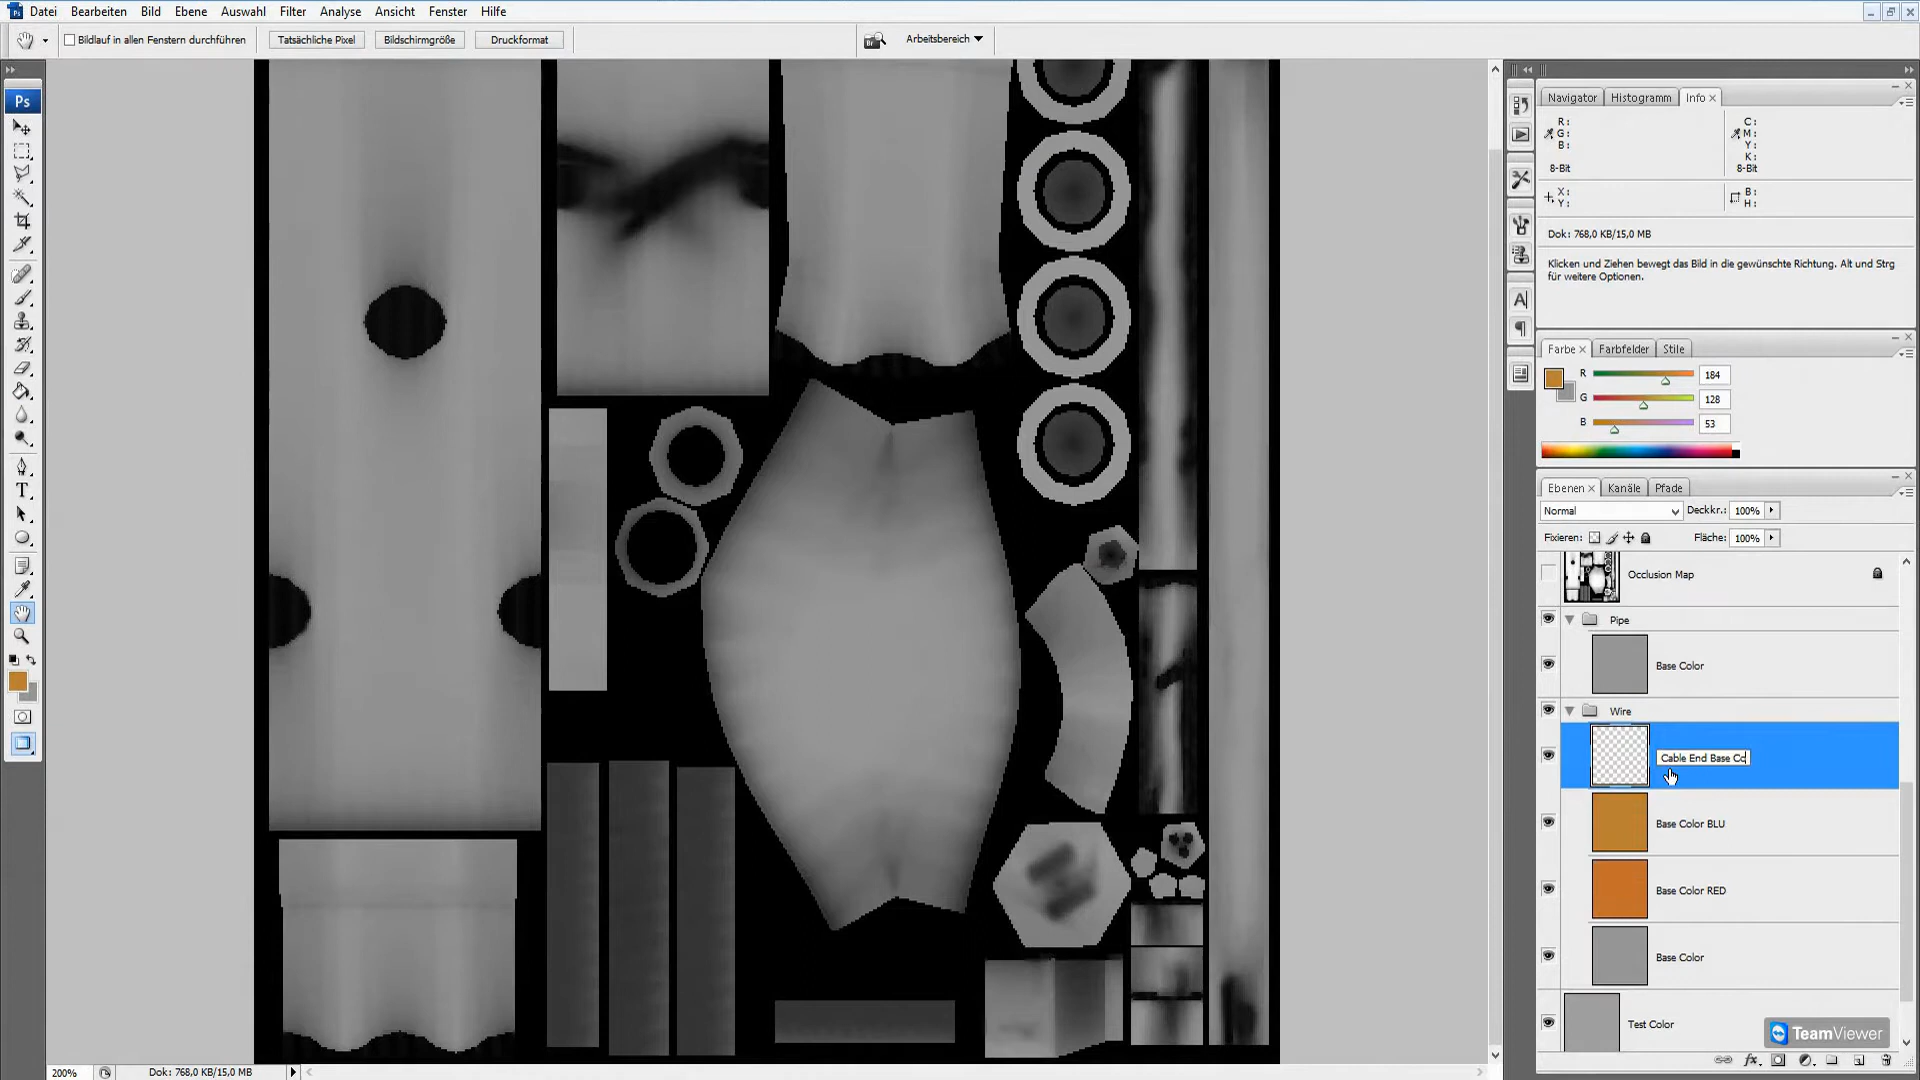 Datei Bearbeiten Bild Ebene Auswahl Filter Analyse Ansicht Fenster Hilfe
Bildlauf in allen Fenstern durchführen Tatsächliche Pixel Bildschirmgröße Druckformat Arbeitsbereich
Ps
Navigator Histogramm Info
R: C:
G: M:
B: Y:
K:
8-Bit 8-Bit
X: B:
Y: H:
Dok: 768,0 KB/15,0 MB
Klicken und Ziehen bewegt das Bild in die gewünschte Richtung. Alt und Strg
für weitere Optionen.
Farbe Farbfelder Stile
R 184
G 128
B 53
Ebenen Kanäle Pfade
Normal Deckkr.: 100%
Fixieren: Fläche: 100%
Occlusion Map
Pipe
Base Color
Wire
Cable End Base Co
Base Color BLU
Base Color RED
Base Color
Test Color
TeamViewer
200% Dok: 768,0 KB/15,0 MB